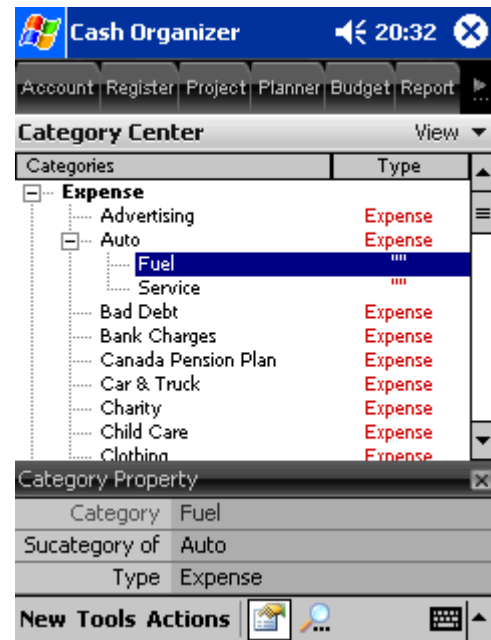 Cash Organizer 20:32
Account Register Project Planner Budget Report
Category Center View
Categories Type
Expense
Advertising Expense
Auto Expense
Fuel ""
Service ""
Bad Debt Expense
Bank Charges Expense
Canada Pension Plan Expense
Car & Truck Expense
Charity Expense
Child Care Expense
Clothing Expense
Category Property
Category Fuel
Sucategory of Auto
Type Expense
New Tools Actions